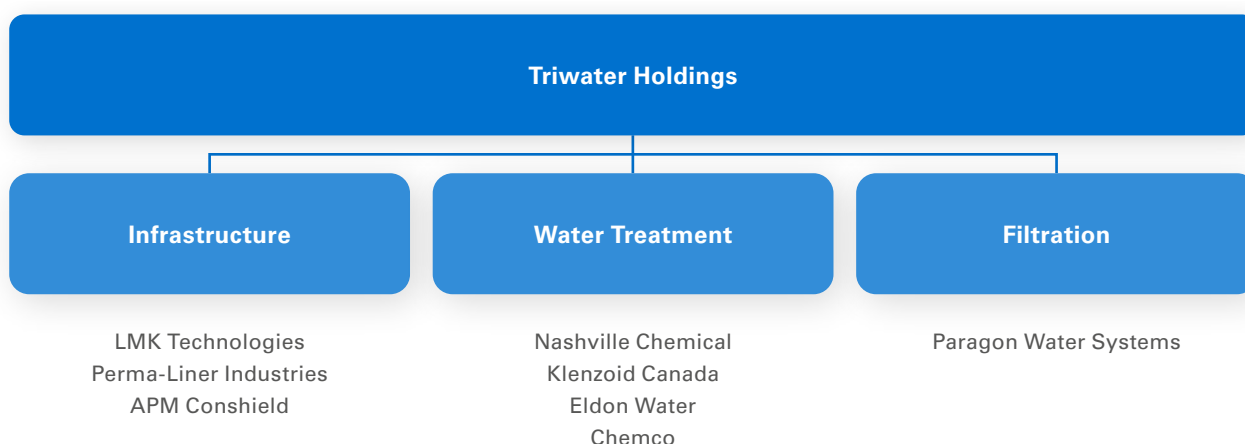 Triwater Holdings
Infrastructure
Water Treatment
Filtration
LMK Technologies
Perma-Liner Industries
APM Conshield
Nashville Chemical
Klenzoid Canada
Eldon Water
Chemco
Paragon Water Systems